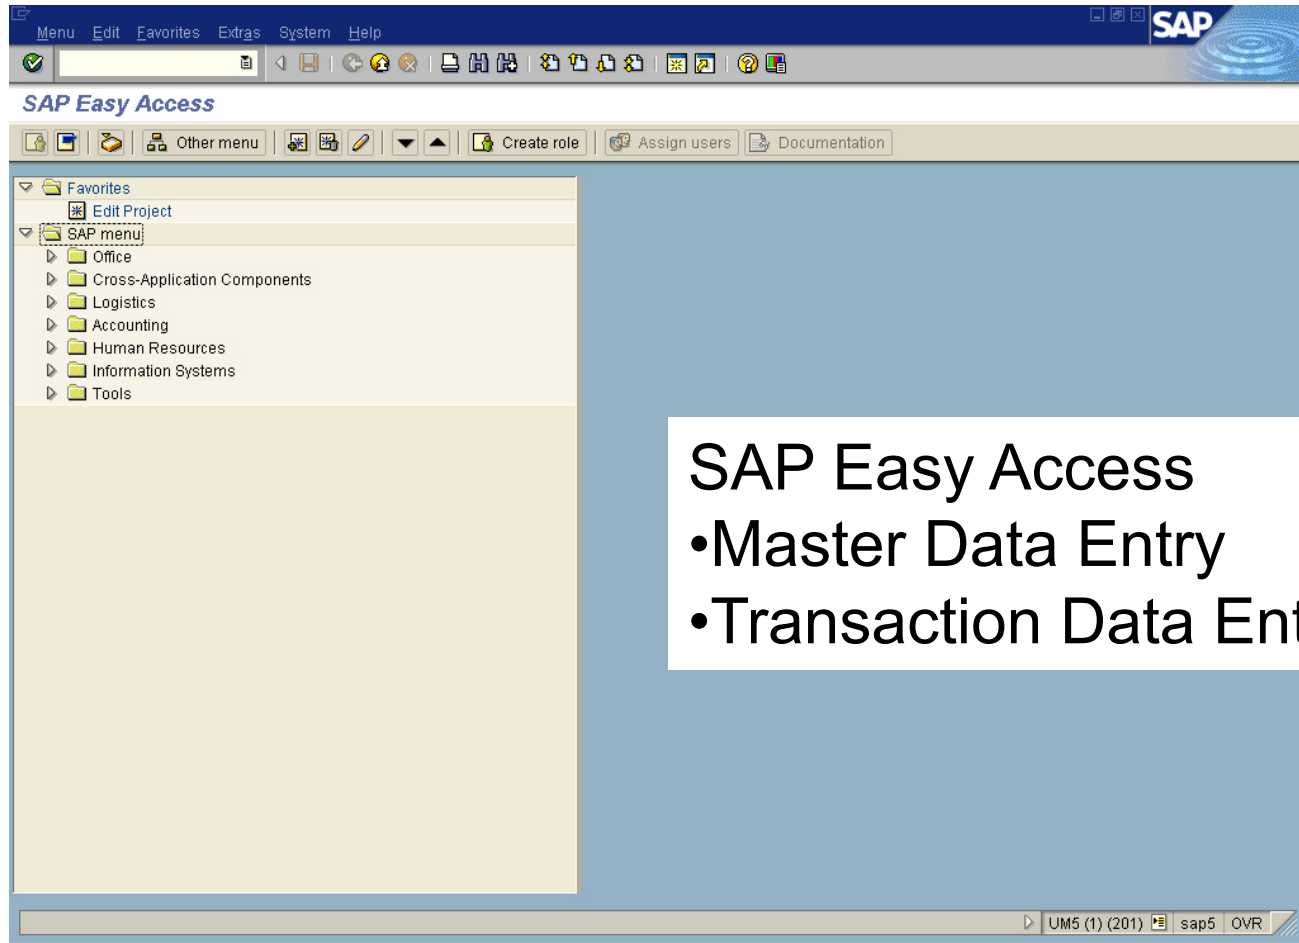 Menu Edit Favorites Extras System Help
SAP
SAP Easy Access
Other menu Create role Assign users Documentation
Favorites
Edit Project
SAP menu
Office
Cross-Application Components
Logistics
Accounting
Human Resources
Information Systems
Tools
SAP Easy Access
•Master Data Entry
•Transaction Data Ent
UM5 (1) (201) sap5 OVR